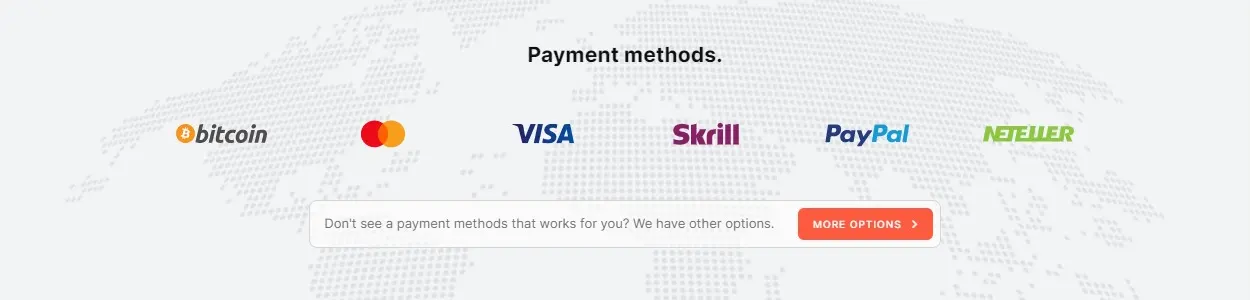 Payment methods.
bitcoin VISA Skrill PayPal NETELLER
Don't see a payment methods that works for you? We have other options. MORE OPTIONS